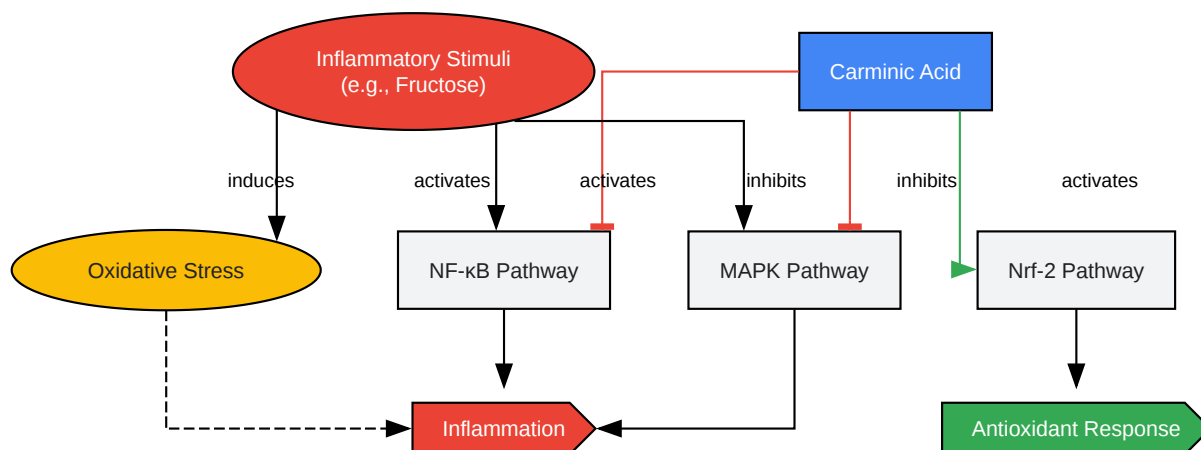 Inflammatory Stimuli
(e.g., Fructose)
Carminic Acid
induces
activates
activates
inhibits
inhibits
activates
Oxidative Stress
NF-κB Pathway
MAPK Pathway
Nrf-2 Pathway
Inflammation
Antioxidant Response